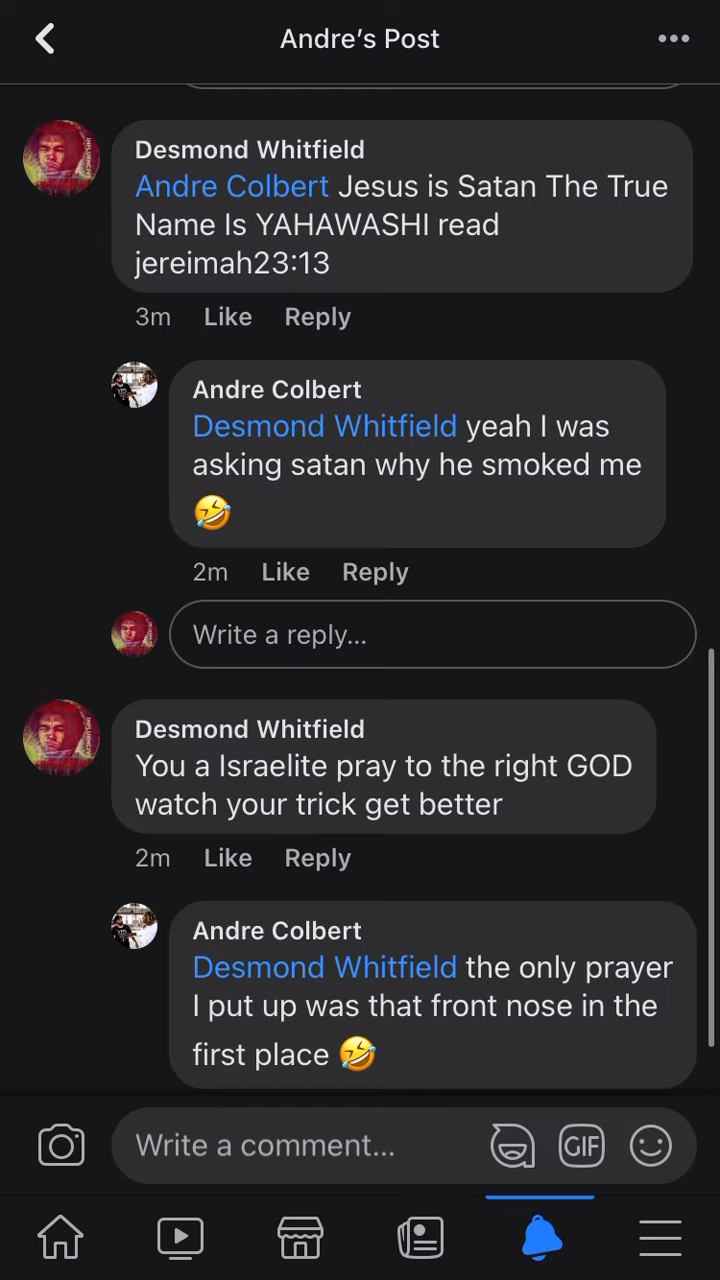 Andre's Post
Desmond Whitfield
Andre Colbert Jesus is Satan The True
Name Is YAHAWASHI read
jereimah23:13
3m Like Reply
Andre Colbert
Desmond Whitfield yeah I was
asking satan why he smoked me
🤣
2m Like Reply
Write a reply...
Desmond Whitfield
You a Israelite pray to the right GOD
watch your trick get better
2m Like Reply
Andre Colbert
Desmond Whitfield the only prayer
I put up was that front nose in the
first place 🤣
Write a comment... GIF